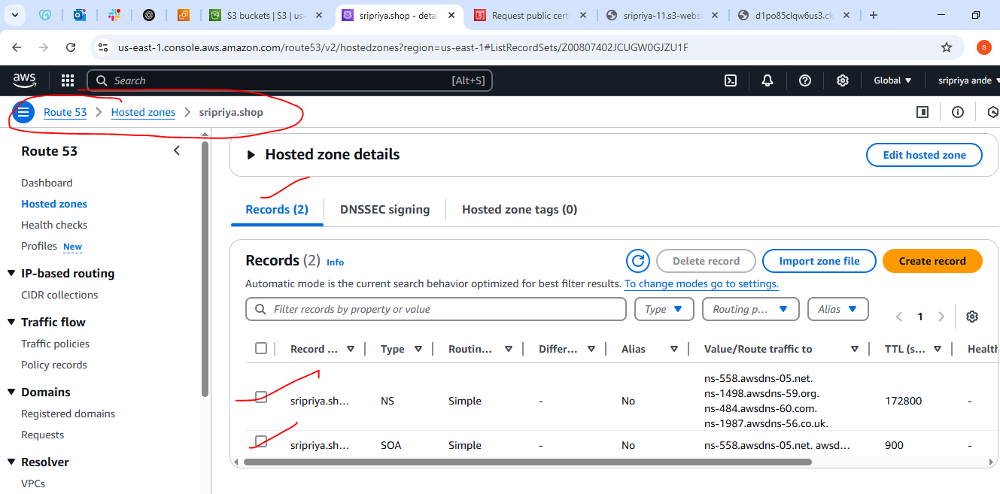 S3 buckets | S3 | us-
sripriya.shop - detai
Request public certi
sripriya-11.s3-webs
d1po85clqw6us3.clo
us-east-1.console.aws.amazon.com/route53/v2/hostedzones?region=us-east-1#ListRecordSets/Z00807402JCUGW0GJZU1F
S
aws
Search
[Alt+S]
Global
sripriya ande
Route 53
Hosted zones
sripriya.shop
Route 53
Dashboard
Hosted zones
Health checks
Profiles New
IP-based routing
CIDR collections
Traffic flow
Traffic policies
Policy records
Domains
Registered domains
Requests
Resolver
VPCs
Hosted zone details
Edit hosted zone
Records (2)
DNSSEC signing
Hosted zone tags (0)
Records (2) Info
Delete record
Import zone file
Create record
Automatic mode is the current search behavior optimized for best filter results. To change modes go to settings.
Filter records by property or value
Type
Routing p...
Alias
1
Record ... Type Routin... Differ... Alias Value/Route traffic to TTL (s... Health
sripriya.sh... NS Simple - No ns-558.awsdns-05.net.
ns-1498.awsdns-59.org.
ns-484.awsdns-60.com.
ns-1987.awsdns-56.co.uk.
172800 -
sripriya.sh... SOA Simple - No ns-558.awsdns-05.net. awsd... 900 -